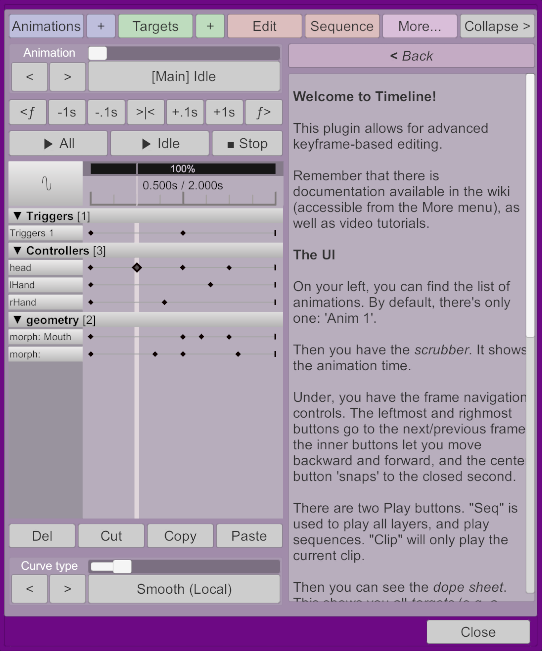 Animations + Targets + Edit Sequence More... Collapse >
Animation
< > [Main] Idle
<ƒ -1s -.1s >|< +.1s +1s ƒ>
▶ All ▶ Idle ■ Stop
100%
0.500s / 2.000s
▼ Triggers [1]
Triggers 1
▼ Controllers [3]
head
lHand
rHand
▼ geometry [2]
morph: Mouth
morph:
Del Cut Copy Paste
Curve type
< > Smooth (Local)
< Back
Welcome to Timeline!
This plugin allows for advanced
keyframe-based editing.
Remember that there is
documentation available in the wiki
(accessible from the More menu), as
well as video tutorials.
The UI
On your left, you can find the list of
animations. By default, there's only
one: 'Anim 1'.
Then you have the scrubber. It shows
the animation time.
Under, you have the frame navigation
controls. The leftmost and righmost
buttons go to the next/previous frame
the inner buttons let you move
backward and forward, and the cente
button 'snaps' to the closed second.
There are two Play buttons. "Seq" is
used to play all layers, and play
sequences. "Clip" will only play the
current clip.
Then you can see the dope sheet.
This shows you all targets (e.g. a
Close